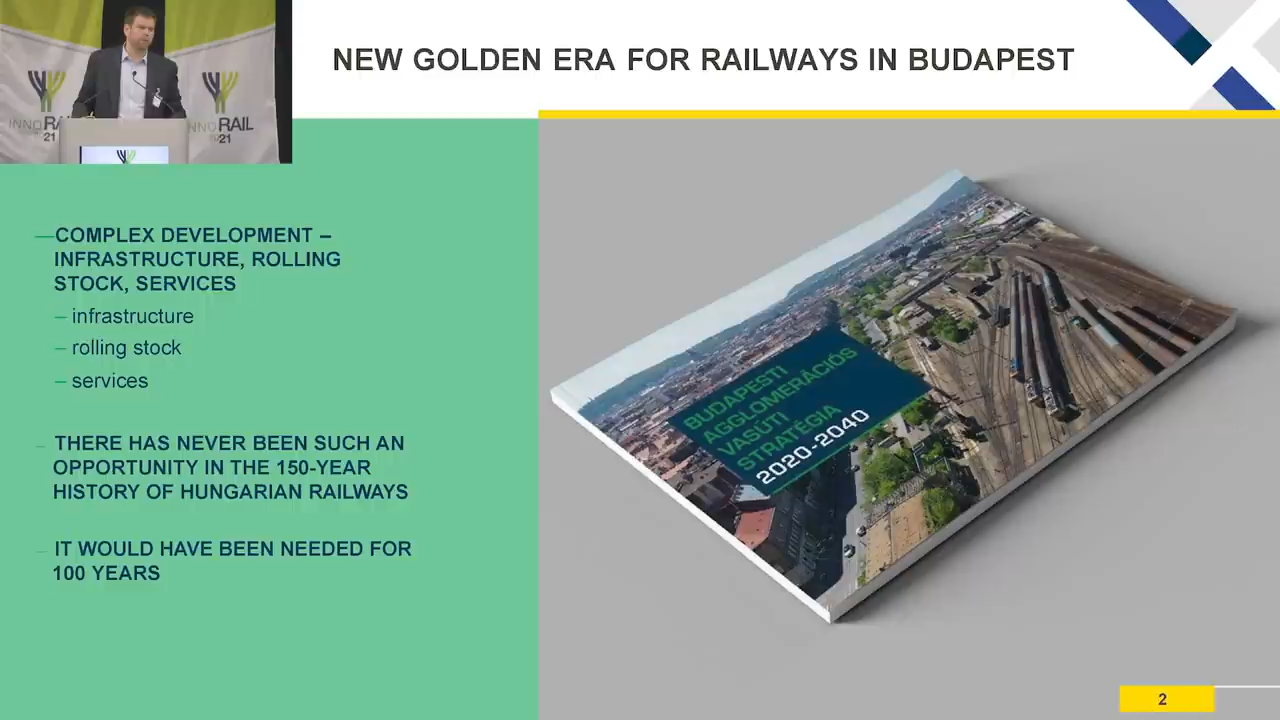 NEW GOLDEN ERA FOR RAILWAYS IN BUDAPEST
INNORAIL
21
INNORAIL
2021
—COMPLEX DEVELOPMENT –
INFRASTRUCTURE, ROLLING
STOCK, SERVICES
– infrastructure
– rolling stock
– services
– THERE HAS NEVER BEEN SUCH AN
OPPORTUNITY IN THE 150-YEAR
HISTORY OF HUNGARIAN RAILWAYS
– IT WOULD HAVE BEEN NEEDED FOR
100 YEARS
BUDAPESTI
AGGLOMERÁCIÓS
VASÚTI
STRATÉGIA
2020-2040
2